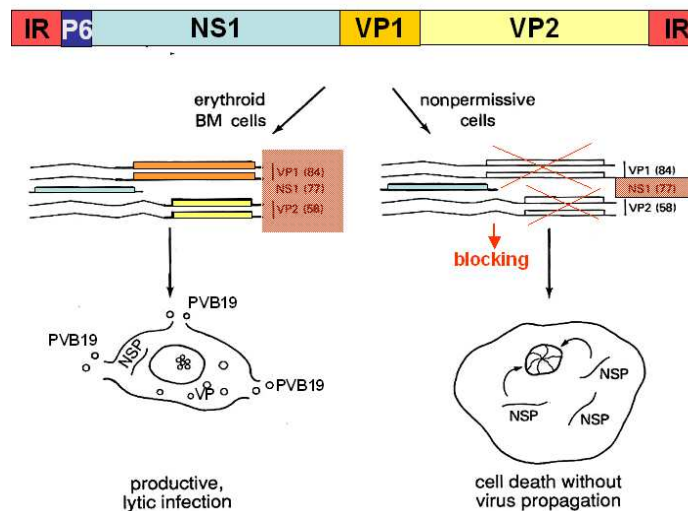 IR P6 NS1 VP1 VP2 IR
erythroid
BM cells
nonpermissive
cells
VP1 (84)
NS1 (77)
VP2 (58)
VP1 (84)
NS1 (77)
VP2 (58)
blocking
PVB19
PVB19
NSP
VP
PVB19
NSP
NSP
NSP
productive,
lytic infection
cell death without
virus propagation